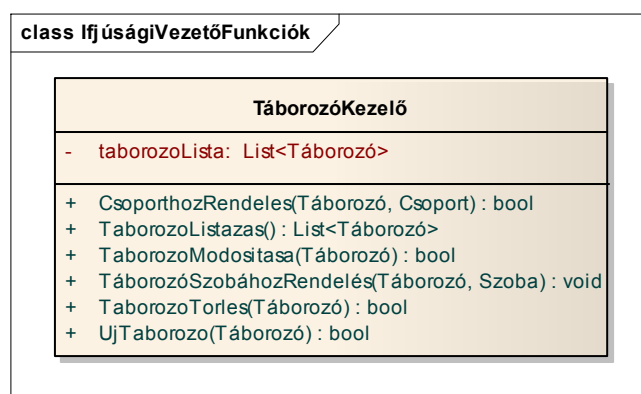 class IfjúságiVezetőFunkciók
TáborozóKezelő
- taborozoLista: List<Táborozó>
+ CsoporthozRendeles(Táborozó, Csoport) : bool
+ TaborozoListazas() : List<Táborozó>
+ TaborozoModositasa(Táborozó) : bool
+ TáborozóSzobáhozRendelés(Táborozó, Szoba) : void
+ TaborozoTorles(Táborozó) : bool
+ UjTaborozo(Táborozó) : bool